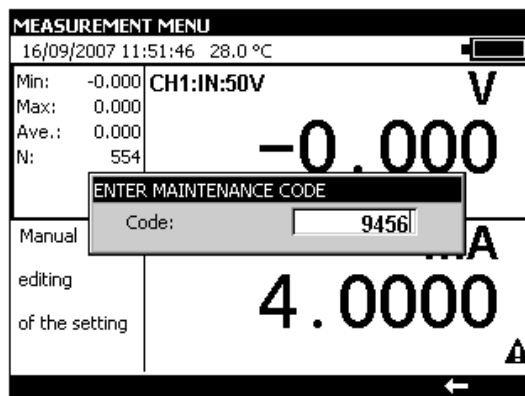 MEASUREMENT MENU
16/09/2007 11:51:46 28.0 °C
Min: -0.000
Max: 0.000
Ave.: 0.000
N: 554
CH1:IN:50V
V
-0.000
ENTER MAINTENANCE CODE
Code: 9456
Manual
editing
of the setting
mA
4.0000